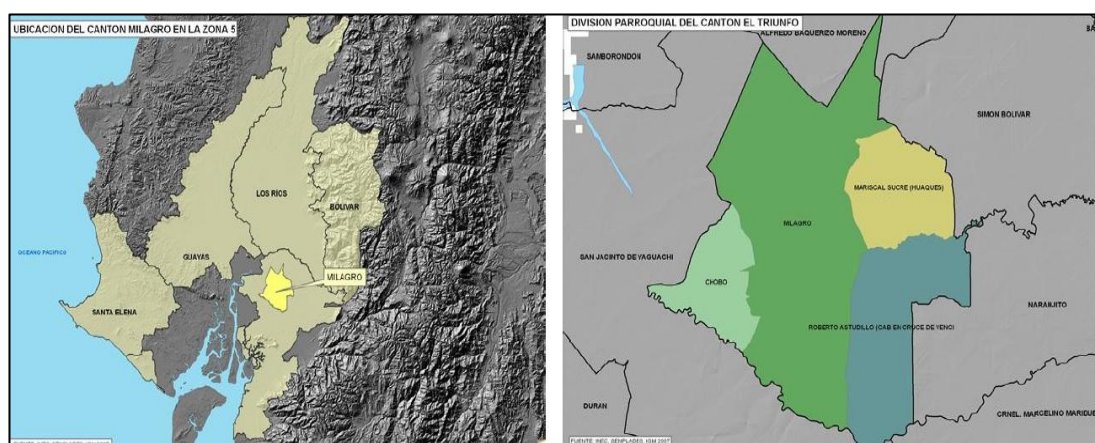 UBICACION DEL CANTON MILAGRO EN LA ZONA 5
LOS RIOS
BOLIVAR
OCEANO PACIFICO
GUAYAS
MILAGRO
SANTA ELENA
DIVISION PARROQUIAL DEL CANTON EL TRIUNFO
ALFREDO BAQUERIZO MORENO
BA
SAMBORONDON
SIMON BOLIVAR
MARISCAL SUCRE (HUAQUES)
MILAGRO
SAN JACINTO DE YAGUACHI
CHOBO
NARANJITO
ROBERTO ASTUDILLO (CAB EN CRUCE DE VENCI
DURAN
CRNEL. MARCELINO MARIDUE
FUENTE: INEC, SENPLADES, IGM 2007